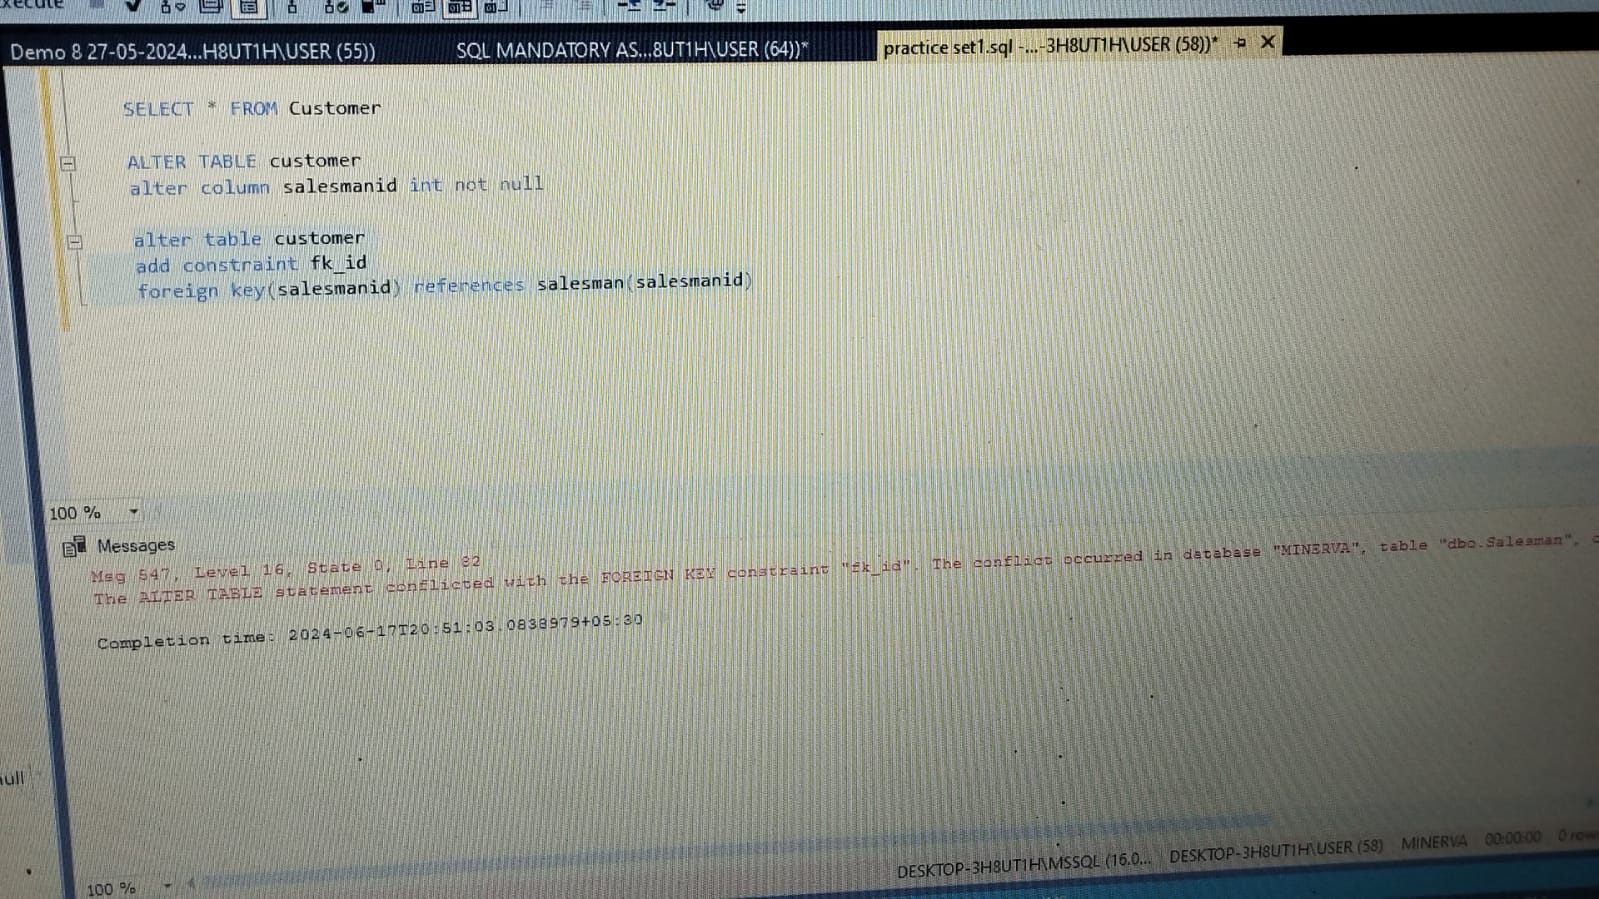 xecute
Demo 8 27-05-2024...H8UT1H\USER (55))
SQL MANDATORY AS...8UT1H\USER (64))*
practice set1.sql -...-3H8UT1H\USER (58))*
SELECT * FROM Customer
ALTER TABLE customer
alter column salesmanid int not null
alter table customer
add constraint fk_id
foreign key(salesmanid) references salesman(salesmanid)
100 %
Messages
Msg 547, Level 16, State 0, Line 82
The ALTER TABLE statement conflicted with the FOREIGN KEY constraint "fk_id". The conflict occurred in database "MINERVA", table "dbo.Salesman", c
Completion time: 2024-06-17T20:51:03.0838979+05:30
ull
100 %
DESKTOP-3H8UT1H\MSSQL (16.0...
DESKTOP-3H8UT1H\USER (58)
MINERVA
00:00:00
0 row